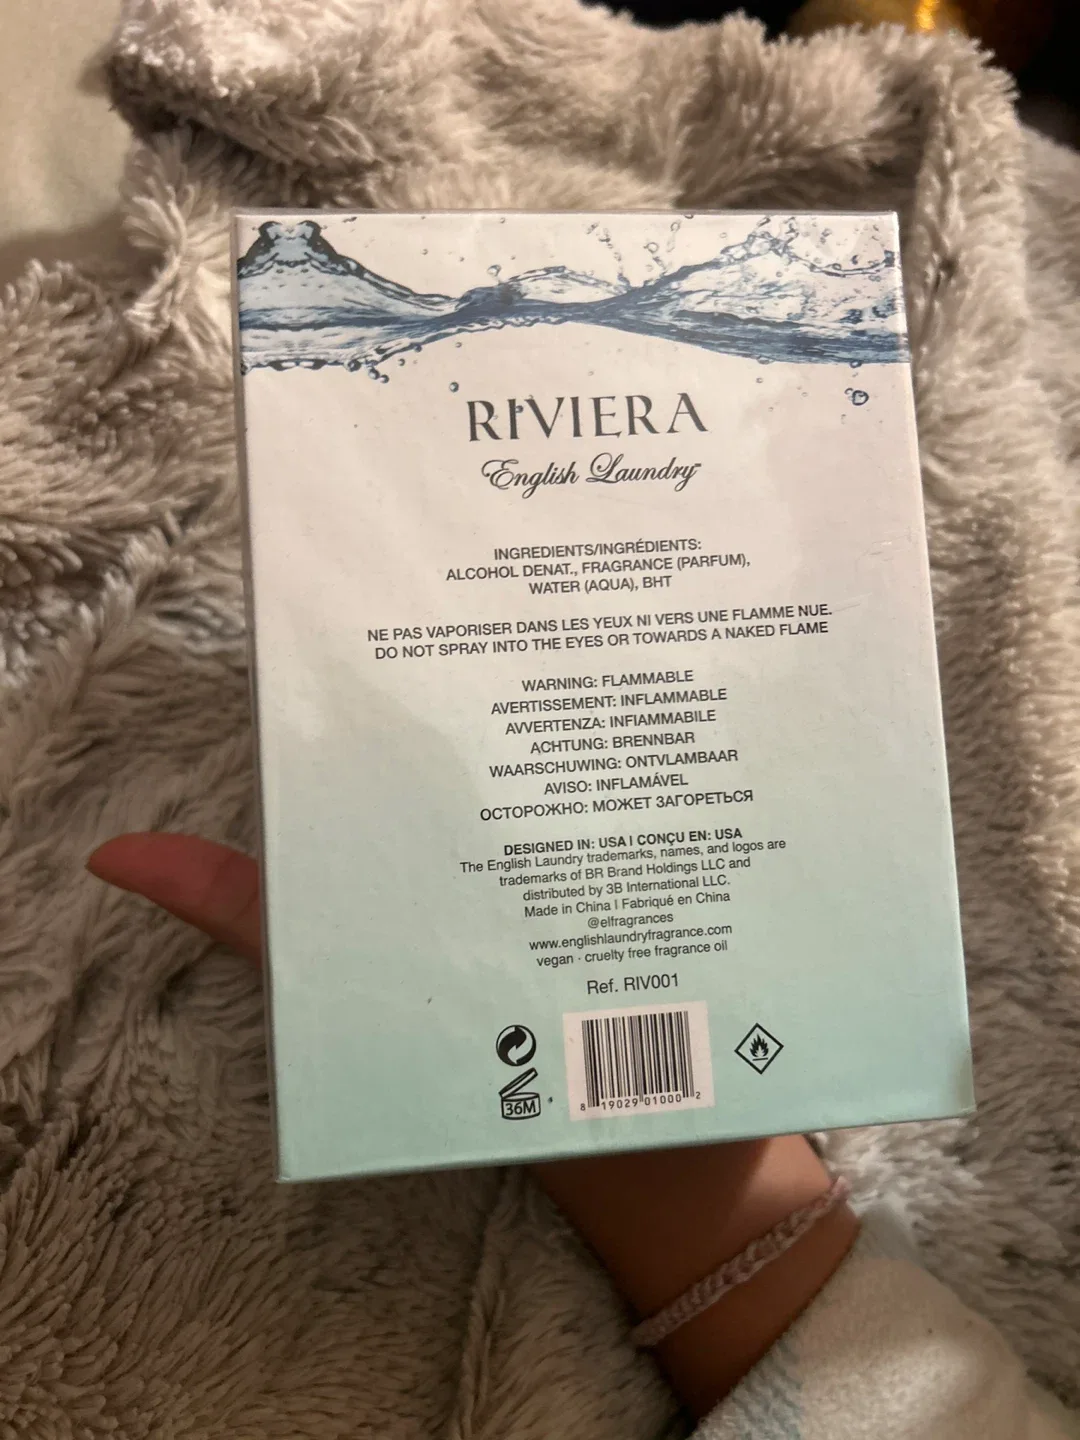 RIVIERA
English Laundry™
INGREDIENTS/INGRÉDIENTS:
ALCOHOL DENAT., FRAGRANCE (PARFUM),
WATER (AQUA), BHT
NE PAS VAPORISER DANS LES YEUX NI VERS UNE FLAMME NUE.
DO NOT SPRAY INTO THE EYES OR TOWARDS A NAKED FLAME
WARNING: FLAMMABLE
AVERTISSEMENT: INFLAMMABLE
AVVERTENZA: INFIAMMABILE
ACHTUNG: BRENNBAR
WAARSCHUWING: ONTVLAMBAAR
AVISO: INFLAMÁVEL
ОСТОРОЖНО: МОЖЕТ ЗАГОРЕТЬСЯ
DESIGNED IN: USA I CONÇU EN: USA
The English Laundry trademarks, names, and logos are
trademarks of BR Brand Holdings LLC and
distributed by 3B International LLC.
Made in China I Fabriqué en China
@elfragrances
www.englishlaundryfragrance.com
vegan · cruelty free fragrance oil
Ref. RIV001
36M
8 19029 01000 2